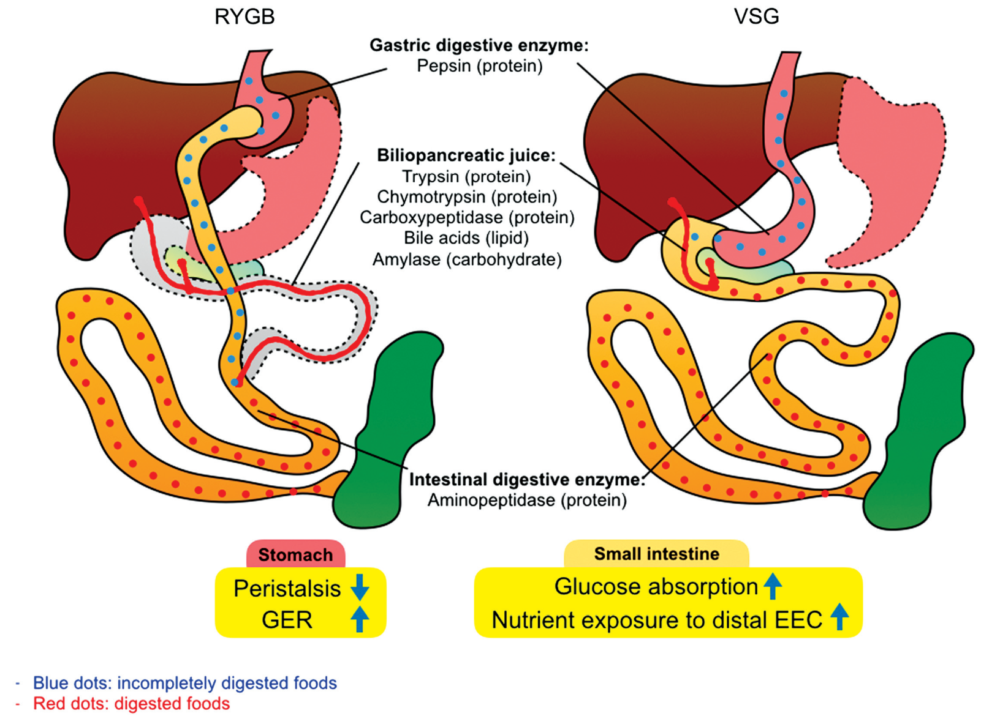 RYGB
VSG
Gastric digestive enzyme:
Pepsin (protein)
Biliopancreatic juice:
Trypsin (protein)
Chymotrypsin (protein)
Carboxypeptidase (protein)
Bile acids (lipid)
Amylase (carbohydrate)
Intestinal digestive enzyme:
Aminopeptidase (protein)
Stomach
Peristalsis ↓
GER ↑
Small intestine
Glucose absorption ↑
Nutrient exposure to distal EEC ↑
- Blue dots: incompletely digested foods
- Red dots: digested foods